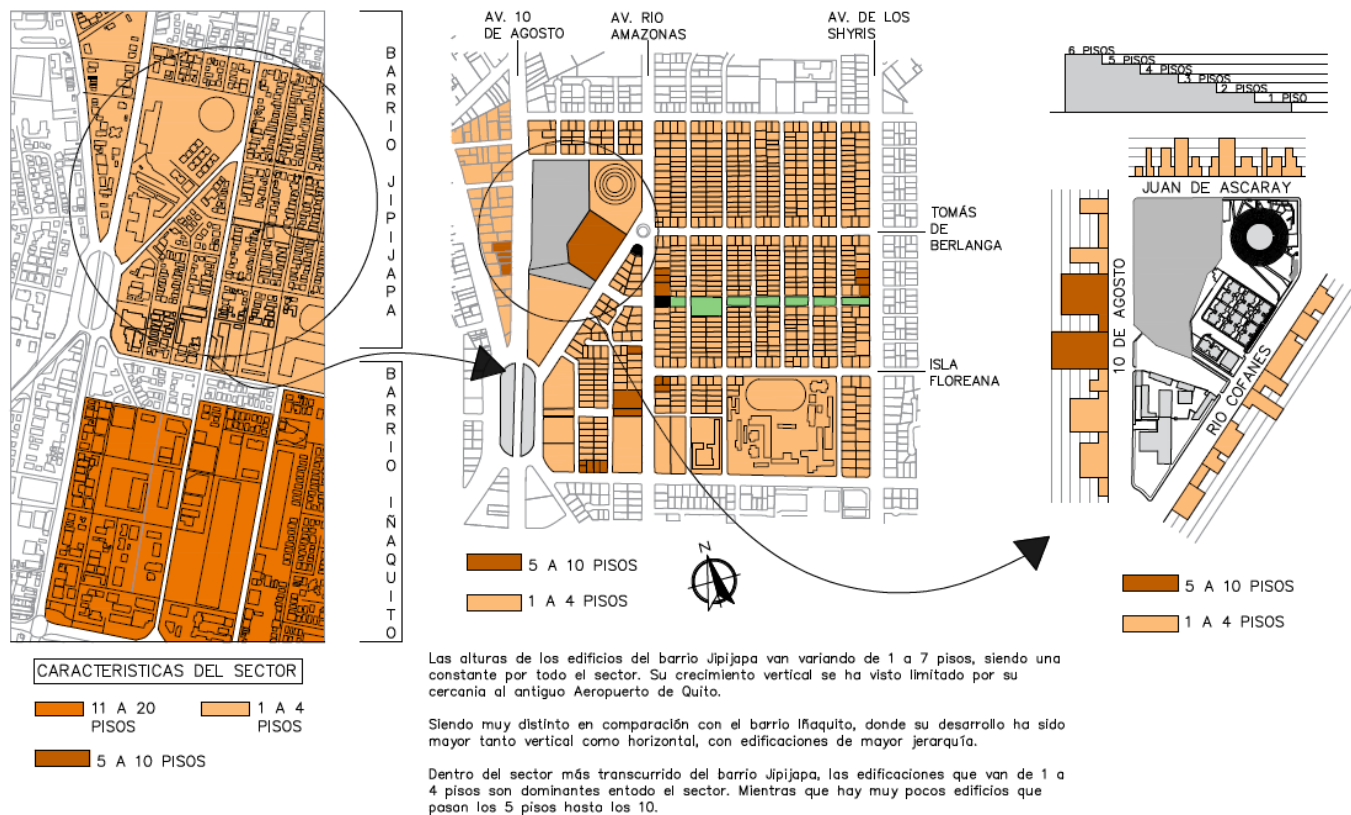 AV. 10
DE AGOSTO
AV. RIO
AMAZONAS
AV. DE LOS
SHYRIS
BARRIO JIPIJAPA
BARRIO IÑAQUITO
TOMÁS
DE
BERLANGA
ISLA
FLOREANA
N
6 PISOS
5 PISOS
4 PISOS
3 PISOS
2 PISOS
1 PISO
JUAN DE ASCARAY
10 DE AGOSTO
RIO COFANES
5 A 10 PISOS
1 A 4 PISOS
5 A 10 PISOS
1 A 4 PISOS
CARACTERISTICAS DEL SECTOR
11 A 20
PISOS
1 A 4
PISOS
5 A 10 PISOS
Las alturas de los edificios del barrio Jipijapa van variando de 1 a 7 pisos, siendo una
constante por todo el sector. Su crecimiento vertical se ha visto limitado por su
cercania al antiguo Aeropuerto de Quito.
Siendo muy distinto en comparación con el barrio Iñaquito, donde su desarrollo ha sido
mayor tanto vertical como horizontal, con edificaciones de mayor jerarquía.
Dentro del sector más transcurrido del barrio Jipijapa, las edificaciones que van de 1 a
4 pisos son dominantes entodo el sector. Mientras que hay muy pocos edificios que
pasan los 5 pisos hasta los 10.